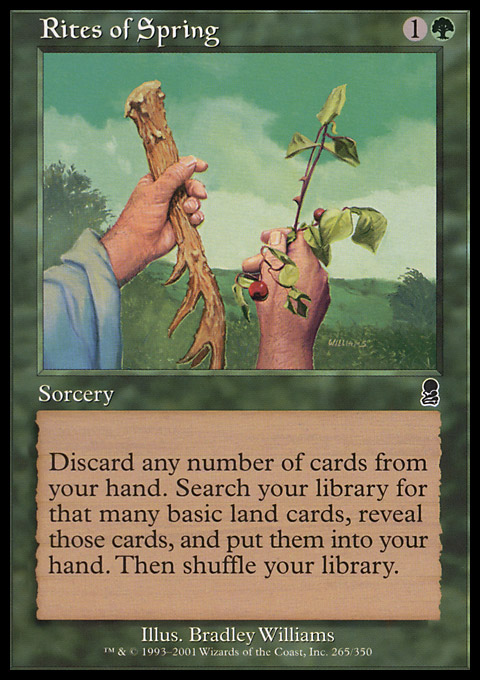 Rites of Spring 1
WILLIAMS
Sorcery
Discard any number of cards from
your hand. Search your library for
that many basic land cards, reveal
those cards, and put them into your
hand. Then shuffle your library.
Illus. Bradley Williams
™ & © 1993–2001 Wizards of the Coast, Inc. 265/350